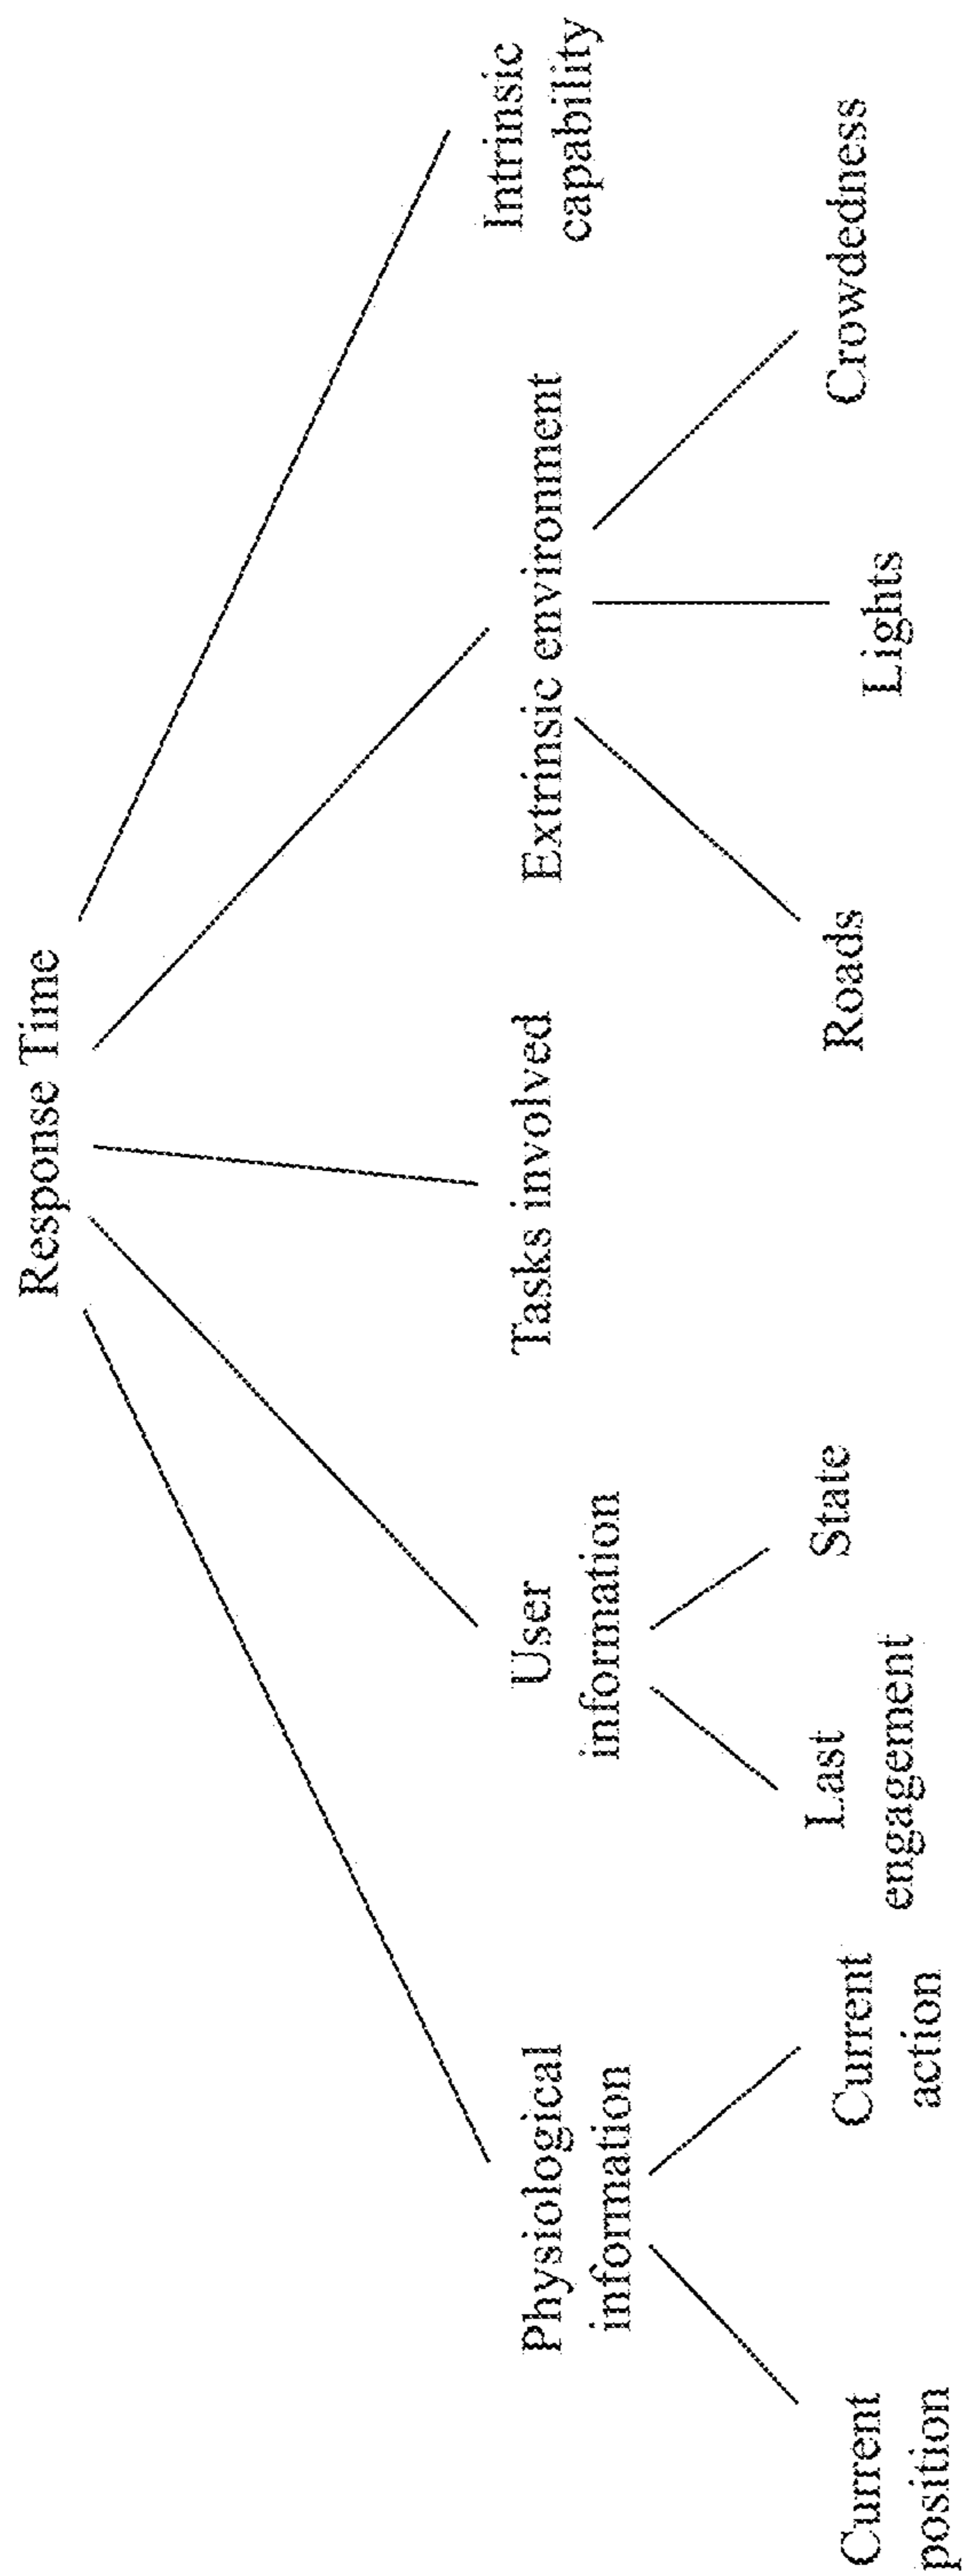 Response Time
Physiological
information
User
information
Tasks involved
Extrinsic environment
Intrinsic
capability
Current
position
Current
action
Last
engagement
State
Roads
Lights
Crowdedness